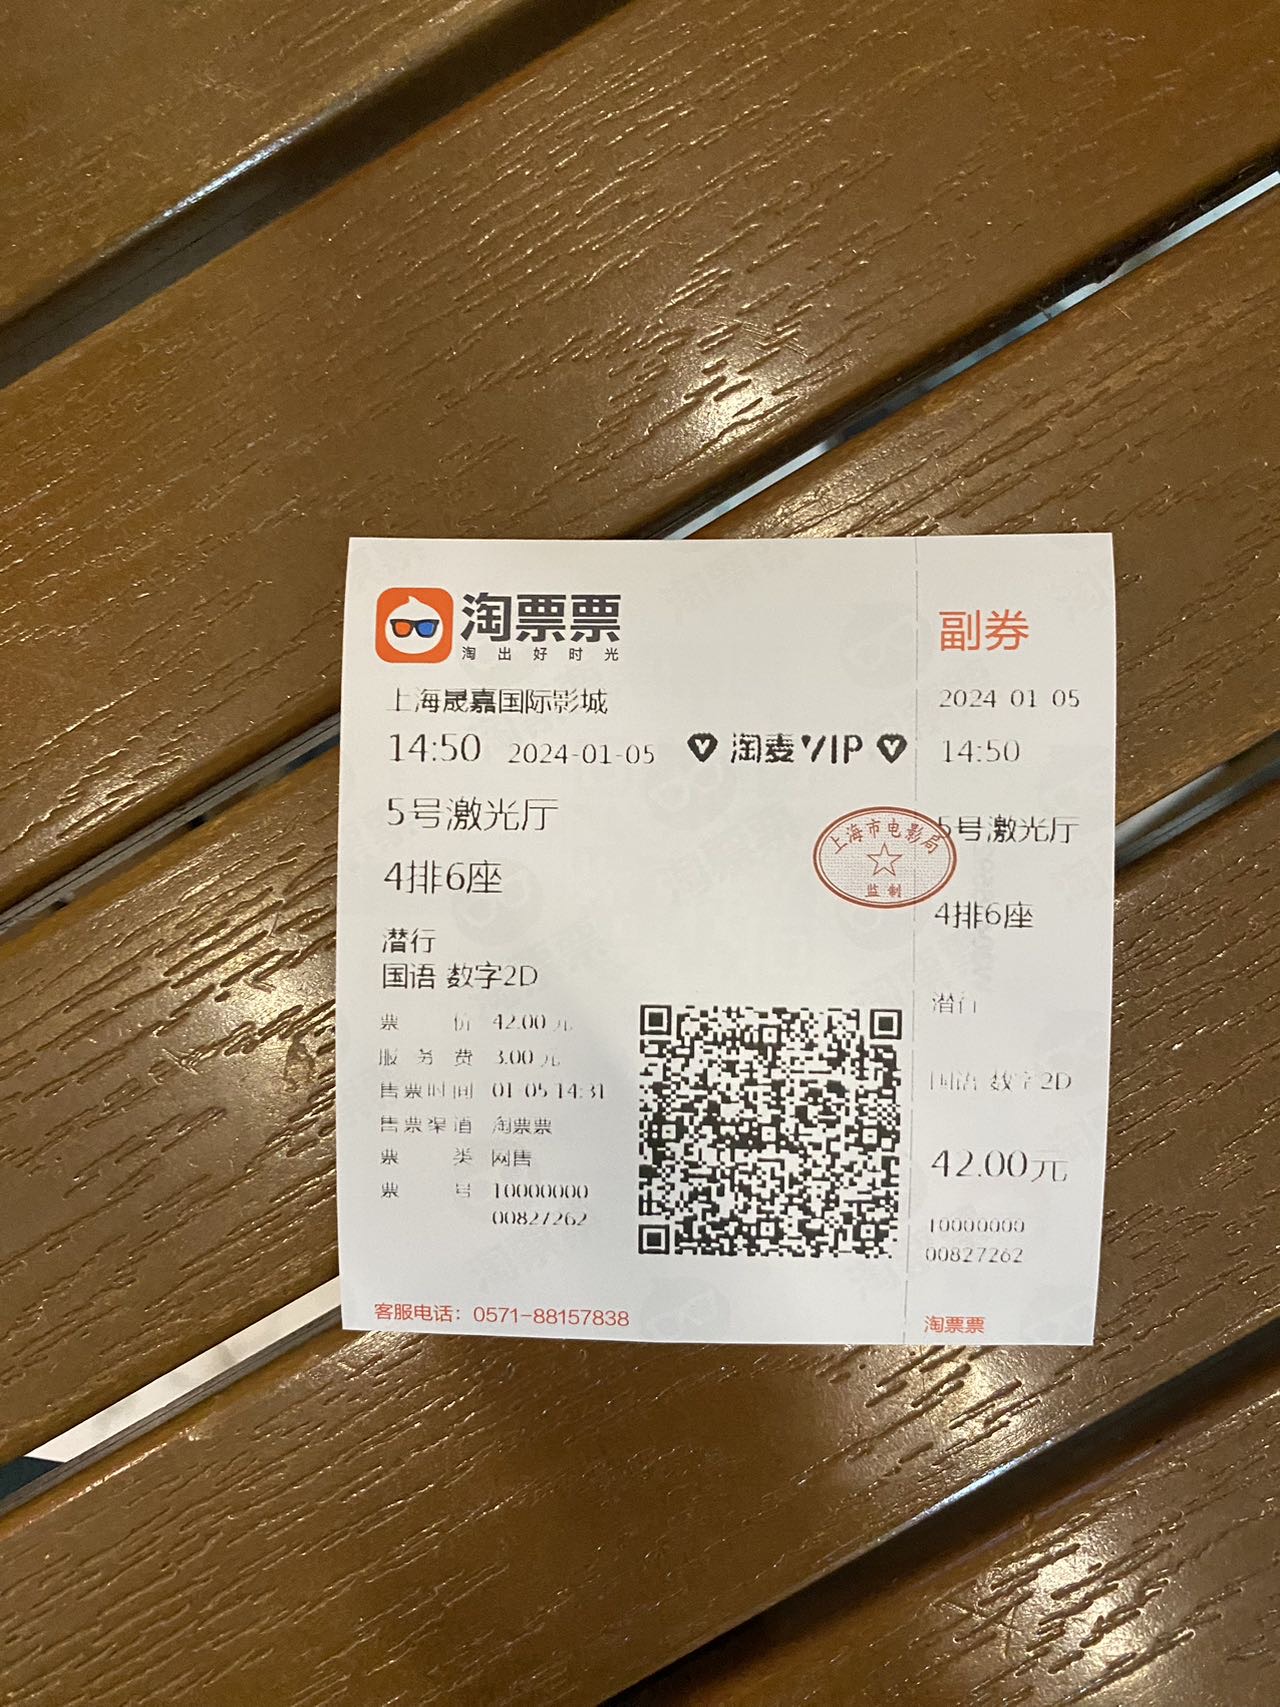 淘票票
淘出好时光
上海晟嘉国际影城
14:50 2024-01-05 淘麦VIP
5号激光厅
4排6座
潜行
国语 数字2D
票价 42.00元
服务费 3.00元
售票时间 01-05 14:31
售票渠道 淘票票
票类 网售
票号 10000000
00827262
客服电话：0571-88157838
上海市电影局
监制
副券
2024-01-05
14:50
5号激光厅
4排6座
潜行
国语 数字2D
42.00元
10000000
00827262
淘票票